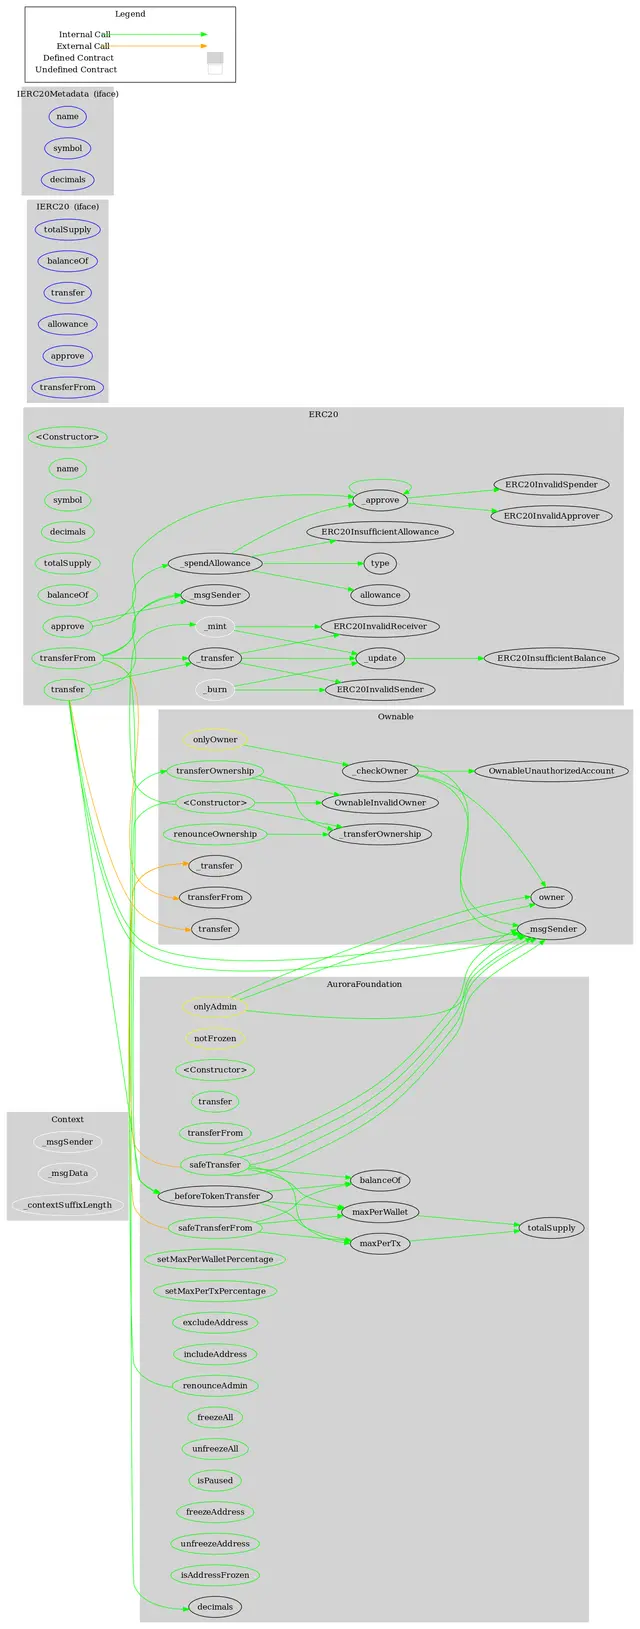 Legend
Internal Call
External Call
Defined Contract
Undefined Contract
IERC20Metadata (iface)
name
symbol
decimals
IERC20 (iface)
totalSupply
balanceOf
transfer
allowance
approve
transferFrom
ERC20
<Constructor>
name
symbol
decimals
totalSupply
balanceOf
approve
transferFrom
transfer
_spendAllowance
_msgSender
_mint
_transfer
_burn
_approve
ERC20InsufficientAllowance
type
allowance
ERC20InvalidReceiver
_update
ERC20InvalidSender
ERC20InvalidSpender
ERC20InvalidApprover
ERC20InsufficientBalance
Ownable
onlyOwner
transferOwnership
<Constructor>
renounceOwnership
_transfer
transferFrom
transfer
_checkOwner
OwnableInvalidOwner
_transferOwnership
OwnableUnauthorizedAccount
owner
_msgSender
AuroraFoundation
onlyAdmin
notFrozen
<Constructor>
transfer
transferFrom
safeTransfer
_beforeTokenTransfer
safeTransferFrom
setMaxPerWalletPercentage
setMaxPerTxPercentage
excludeAddress
includeAddress
renounceAdmin
freezeAll
unfreezeAll
isPaused
freezeAddress
unfreezeAddress
isAddressFrozen
decimals
balanceOf
maxPerWallet
maxPerTx
totalSupply
Context
_msgSender
_msgData
_contextSuffixLength